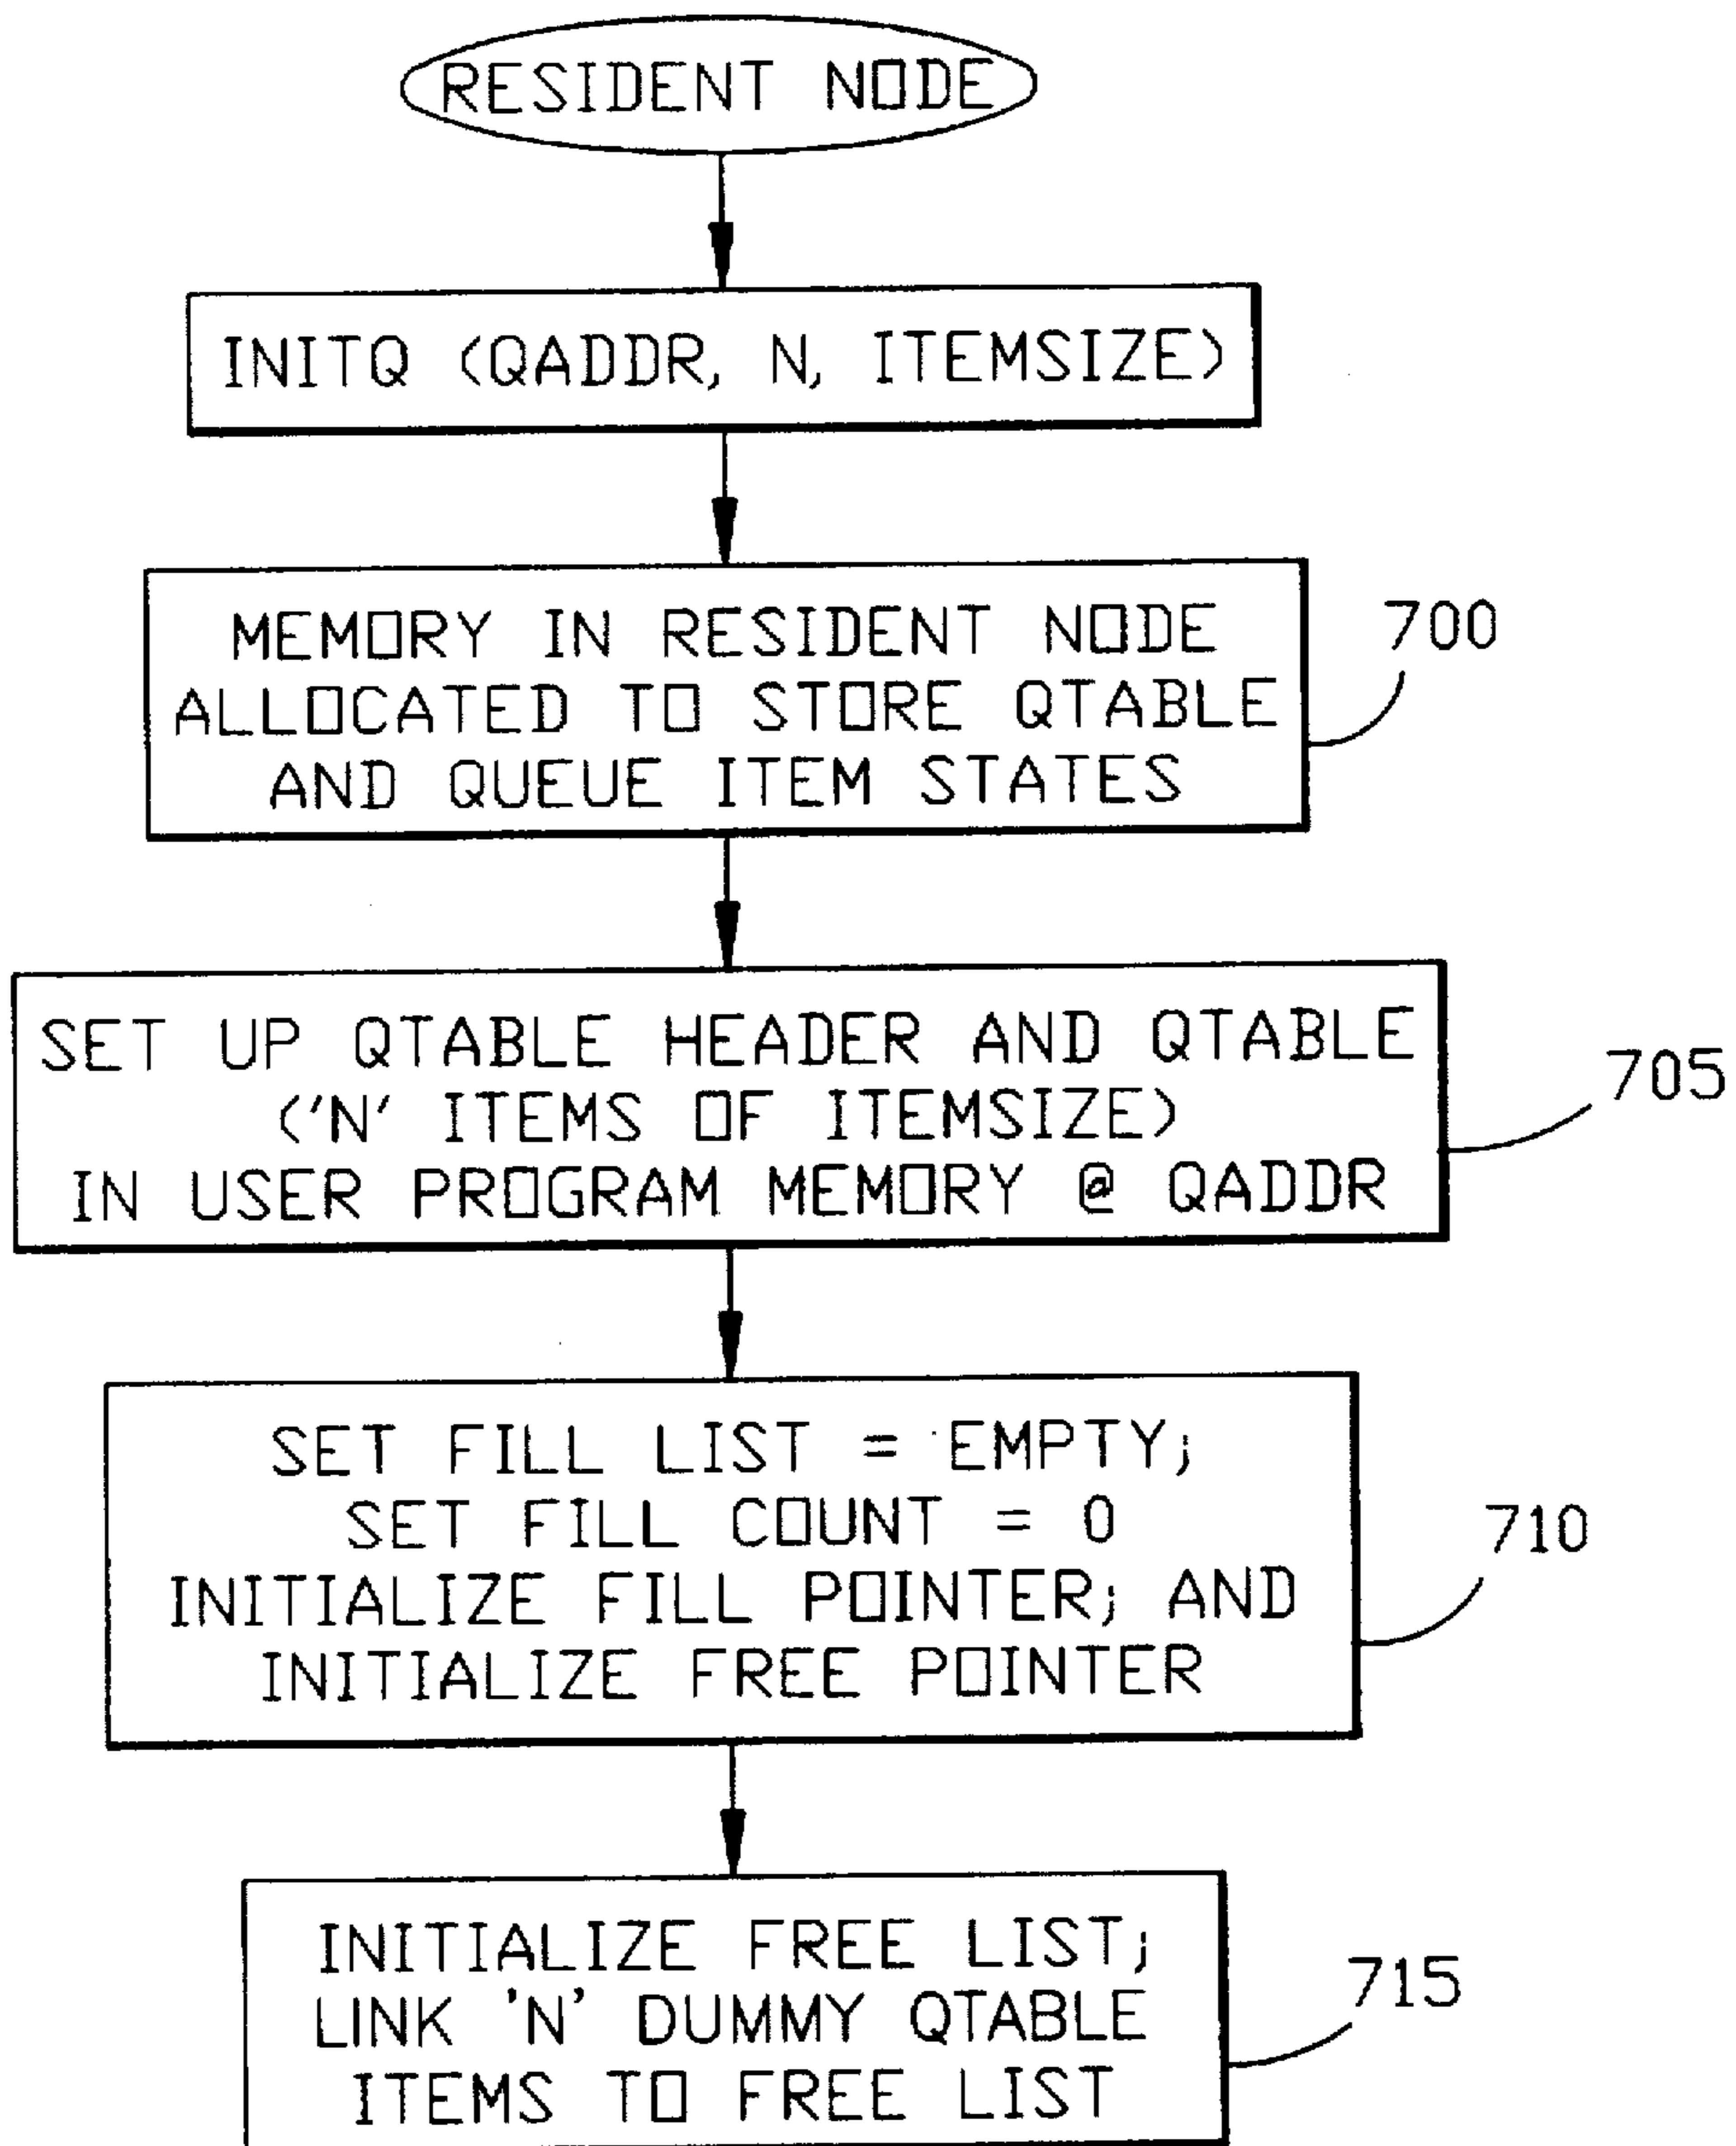 RESIDENT NODE
INITQ (QADDR, N, ITEMSIZE)
MEMORY IN RESIDENT NODE
ALLOCATED TO STORE QTABLE
AND QUEUE ITEM STATES
700
SET UP QTABLE HEADER AND QTABLE
('N' ITEMS OF ITEMSIZE)
IN USER PROGRAM MEMORY @ QADDR
705
SET FILL LIST = EMPTY;
SET FILL COUNT = 0
INITIALIZE FILL POINTER; AND
INITIALIZE FREE POINTER
710
INITIALIZE FREE LIST;
LINK 'N' DUMMY QTABLE
ITEMS TO FREE LIST
715